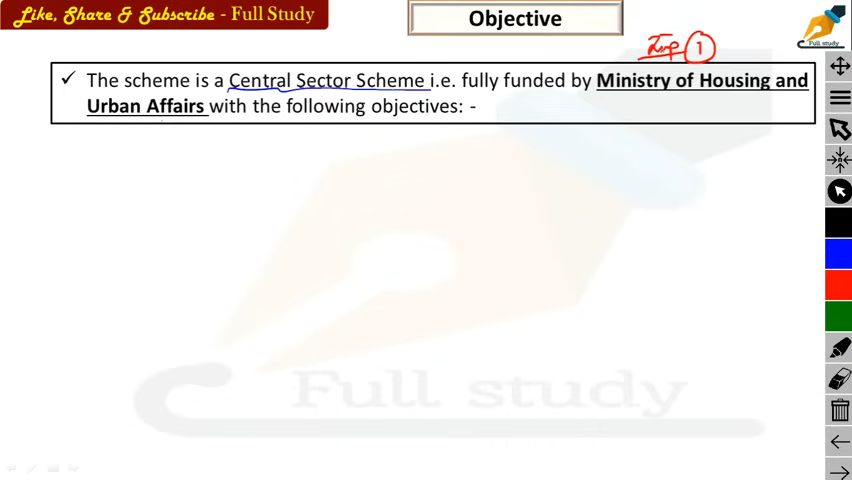 Like, Share & Subscribe - Full Study
Objective
Full study
Imp 1
✓ The scheme is a Central Sector Scheme i.e. fully funded by Ministry of Housing and
Urban Affairs with the following objectives: -
Full study